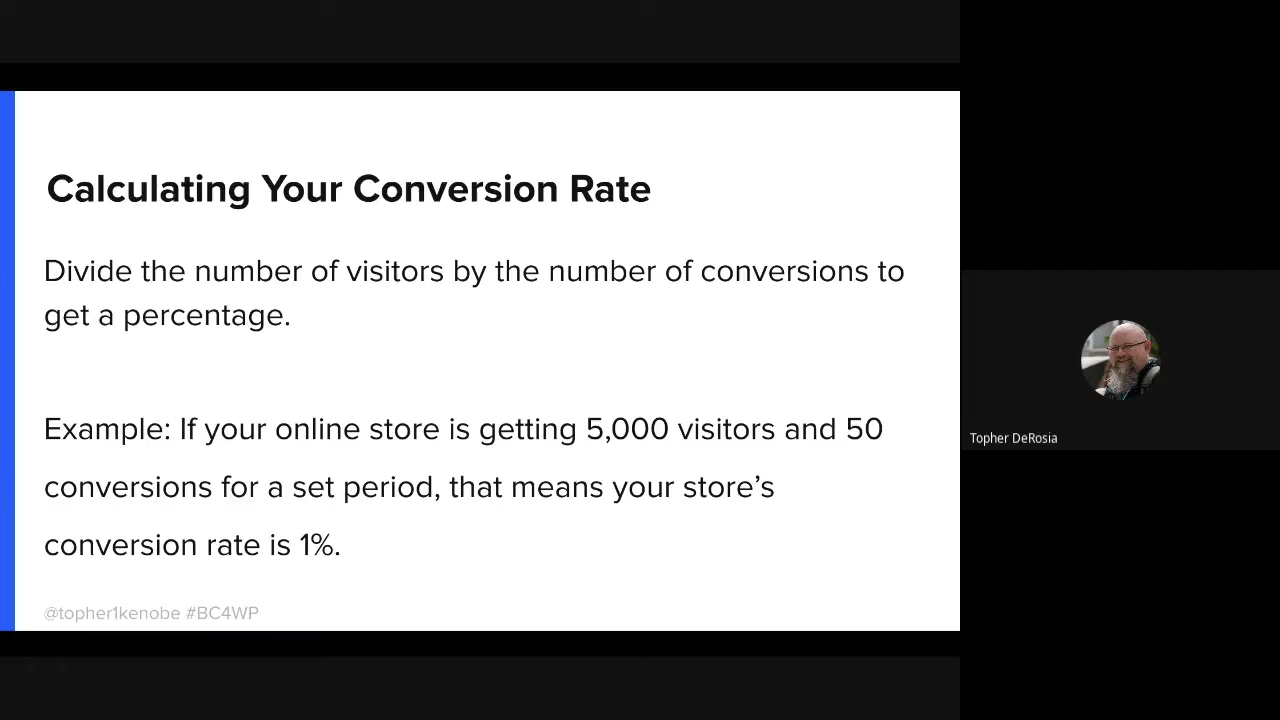 Calculating Your Conversion Rate
Divide the number of visitors by the number of conversions to
get a percentage.
Example: If your online store is getting 5,000 visitors and 50
conversions for a set period, that means your store’s
conversion rate is 1%.
@topher1kenobe #BC4WP
Topher DeRosia